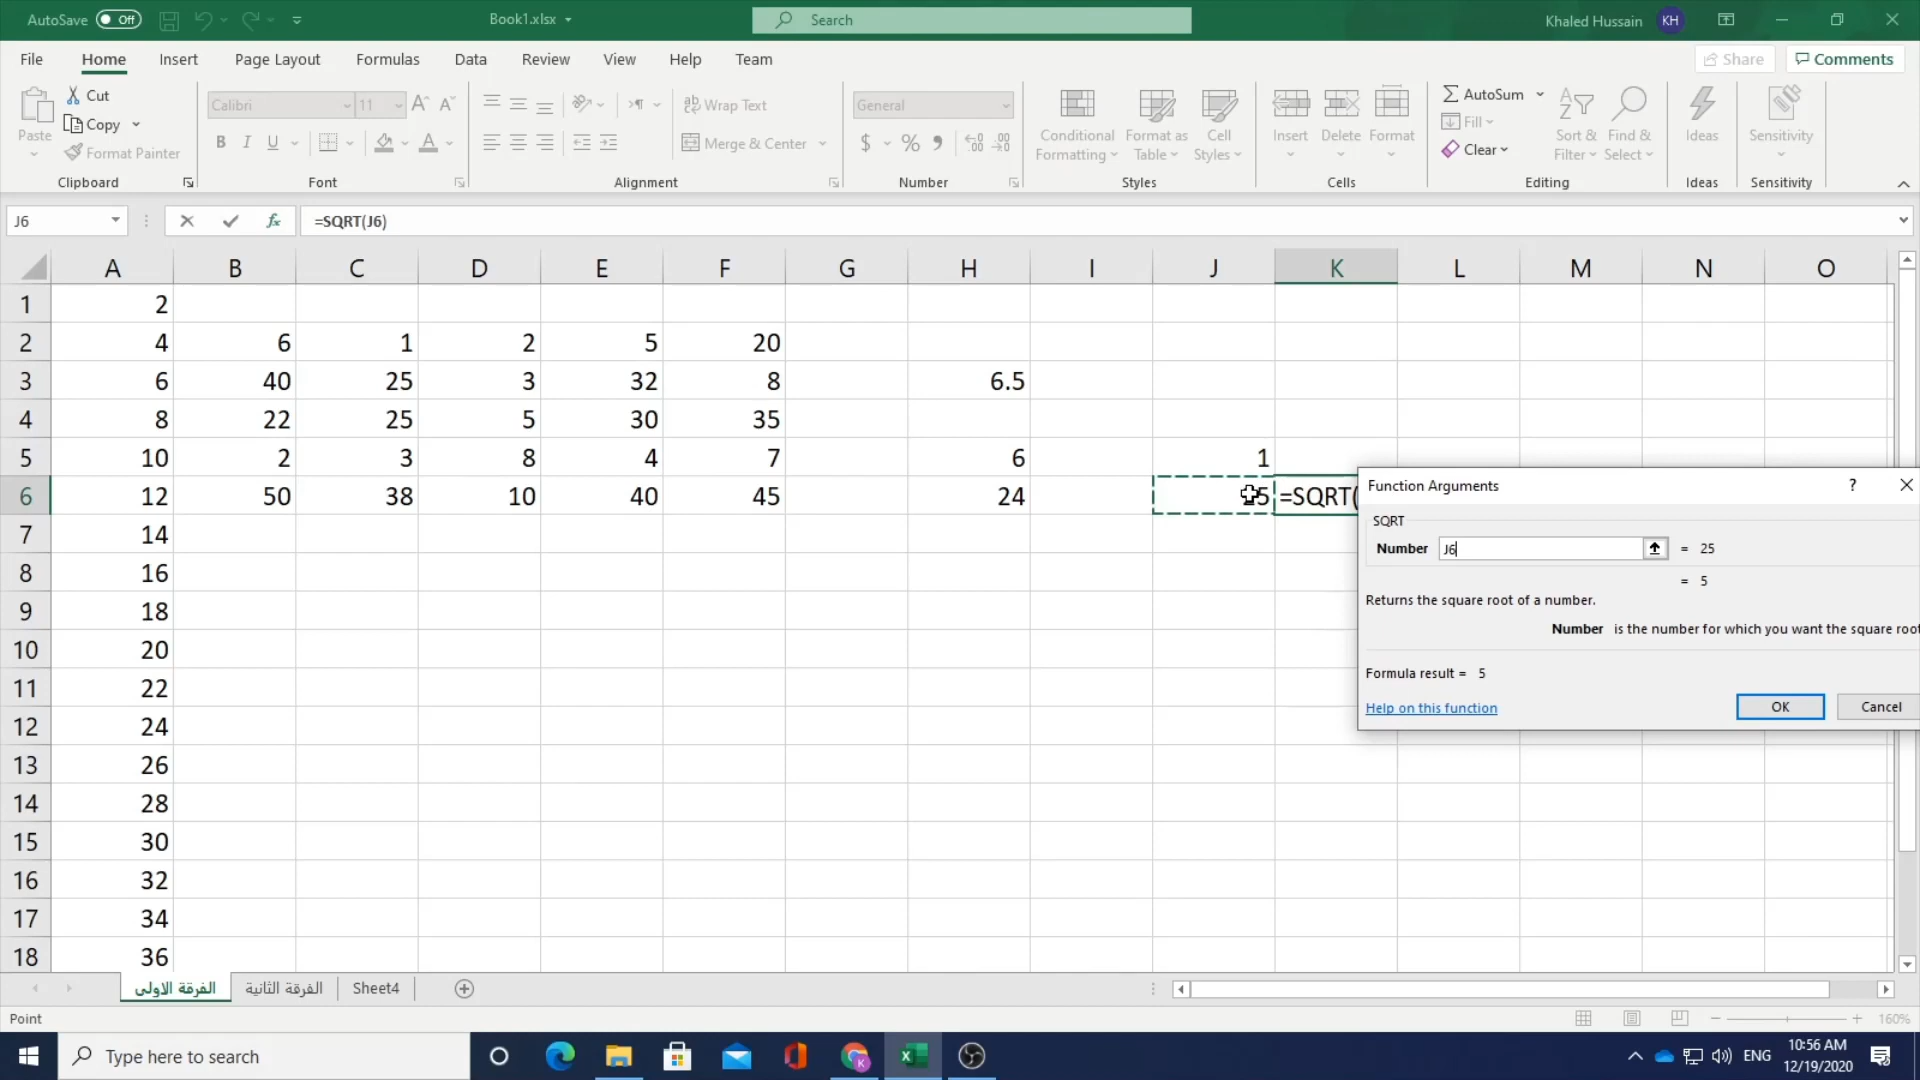 AutoSave Off
Book1.xlsx
Search
Khaled Hussain KH
File Home Insert Page Layout Formulas Data Review View Help Team
Share Comments
Paste
Cut
Copy
Format Painter
Clipboard
Calibri 11
B I U
Font
Wrap Text
Merge & Center
Alignment
General
$ %
Number
Conditional Formatting
Format as Table
Cell Styles
Styles
Insert Delete Format
Cells
AutoSum
Fill
Clear
Sort & Filter
Find & Select
Editing
Ideas
Ideas
Sensitivity
Sensitivity
J6 fx =SQRT(J6)
A B C D E F G H I J K L M N O
1 2
2 4 6 1 2 5 20
3 6 40 25 3 32 8 6.5
4 8 22 25 5 30 35
5 10 2 3 8 4 7 6 1
6 12 50 38 10 40 45 24 25 =SQRT(
7 14
8 16
9 18
10 20
11 22
12 24
13 26
14 28
15 30
16 32
17 34
18 36
Function Arguments ?
SQRT
Number J6 = 25
= 5
Returns the square root of a number.
Number is the number for which you want the square root
Formula result = 5
Help on this function
OK Cancel
الفرقة الاولى الفرقة الثانية Sheet4
Point
160%
Type here to search
ENG
10:56 AM
12/19/2020